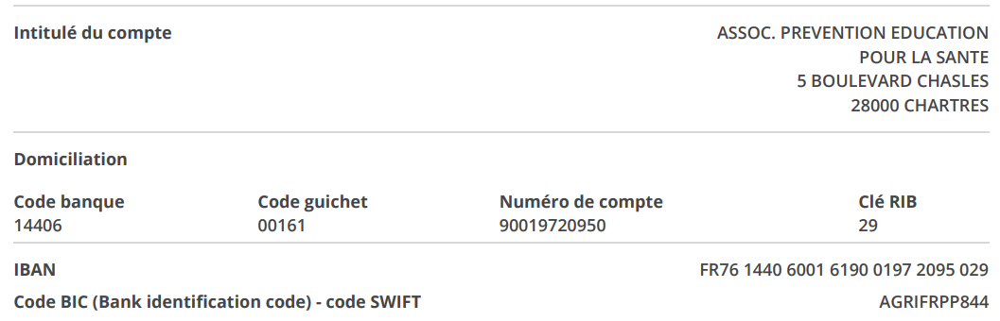 Intitulé du compte
ASSOC. PREVENTION EDUCATION
POUR LA SANTE
5 BOULEVARD CHASLES
28000 CHARTRES
Domiciliation
Code banque Code guichet Numéro de compte Clé RIB
14406 00161 90019720950 29
IBAN FR76 1440 6001 6190 0197 2095 029
Code BIC (Bank identification code) - code SWIFT AGRIFRPP844